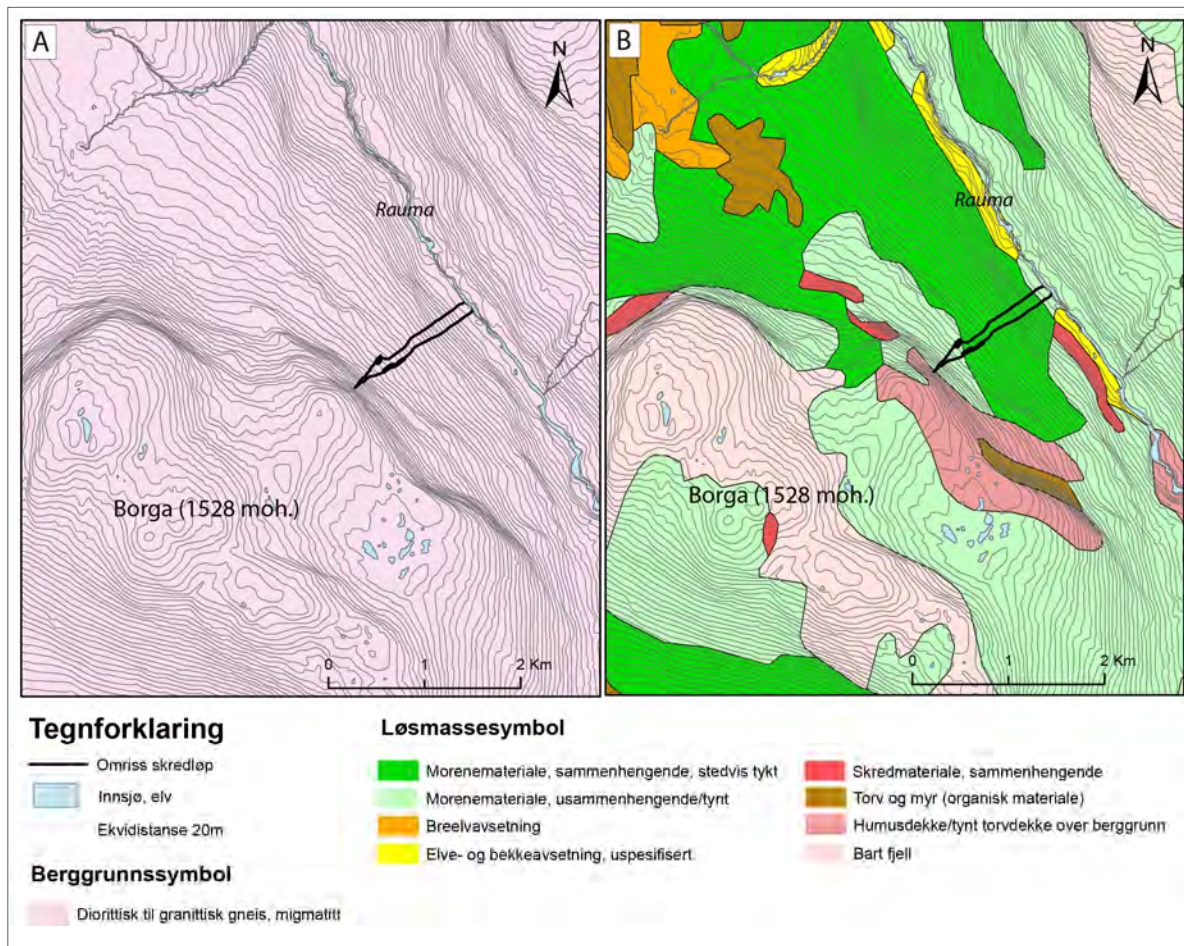 A
N
Rauma
Borga (1528 moh.)
0 1 2 Km
B
N
Rauma
Borga (1528 moh.)
0 1 2 Km
Tegnforklaring
Omriss skredløp
Innsjø, elv
Ekvidistanse 20m
Berggrunnssymbol
Diorittisk til granittisk gneis, migmatitt
Løsmassesymbol
Morenemateriale, sammenhengende, stedvis tykt
Morenemateriale, usammenhengende/tynt
Breelvavsetning
Elve- og bekkeavsetning, uspesifisert
Skredmateriale, sammenhengende
Torv og myr (organisk materiale)
Humusdekke/tynt torvdekke over berggrunn
Bart fjell